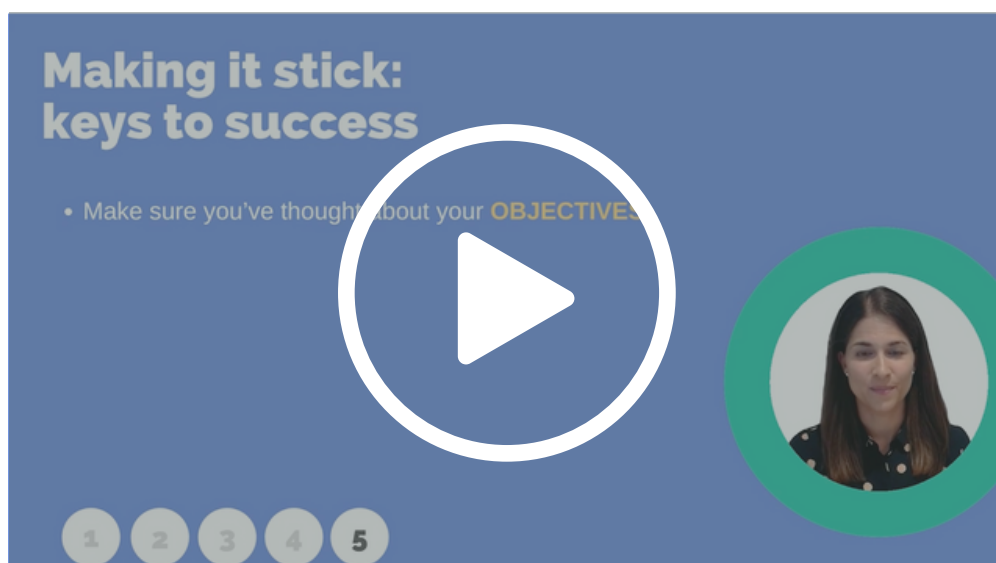 Making it stick:
keys to success
• Make sure you've thought about your OBJECTIVES
1 2 3 4 5